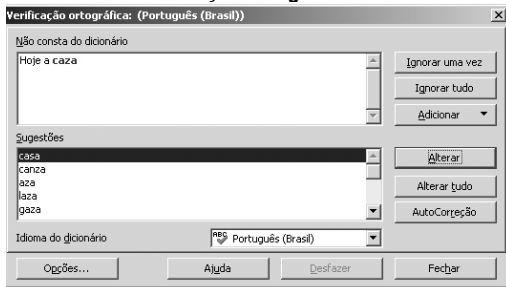 Verificação ortográfica: (Português (Brasil))
Não consta do dicionário
Hoje a caza
Ignorar uma vez
Ignorar tudo
Adicionar
Sugestões
casa
canza
aza
laza
gaza
Alterar
Alterar tudo
AutoCorreção
Idioma do dicionário
ABC Português (Brasil)
Opções...
Ajuda
Desfazer
Fechar